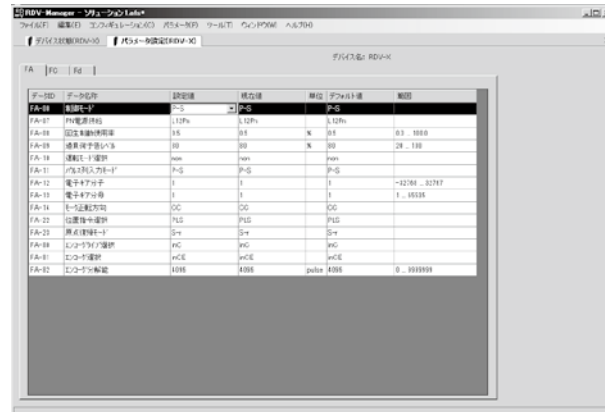 RDV-Manager - ソリューション1.rds*
ファイル(F) 編集(E) コンフィギュレーション(C) パラメータ(P) ツール(T) ウィンドウ(W) ヘルプ(H)
デバイス状態(RDV-X) パラメータ設定(RDV-X)
デバイス名: RDV-X
FA FC Fd
データID データ名称 設定値 現在値 単位 デフォルト値 範囲
FA-00 制御モード P-S P-S P-S
FA-07 PN電源供給 L12Pn L12Pn L12Pn
FA-08 回生制動使用率 0.5 0.5 % 0.5 0.0 .. 100.0
FA-09 過負荷予告レベル 80 80 % 80 20 .. 100
FA-10 運転モード選択 non non non
FA-11 パルス列入力モード P-S P-S P-S
FA-12 電子ギア分子 1 1 1
FA-13 電子ギア分母 1 1 1 1 .. 65535
FA-14 モータ正転方向 CC CC CC
FA-22 位置指令選択 PLS PLS PLS
FA-23 原点復帰モード S-r S-r S-r
FA-80 エンコーダタイプ選択 inC inC inC
FA-81 エンコーダ選択 inCE inCE inCE
FA-82 エンコーダ分解能 4096 4096 pulse 4096 0 .. 9999999